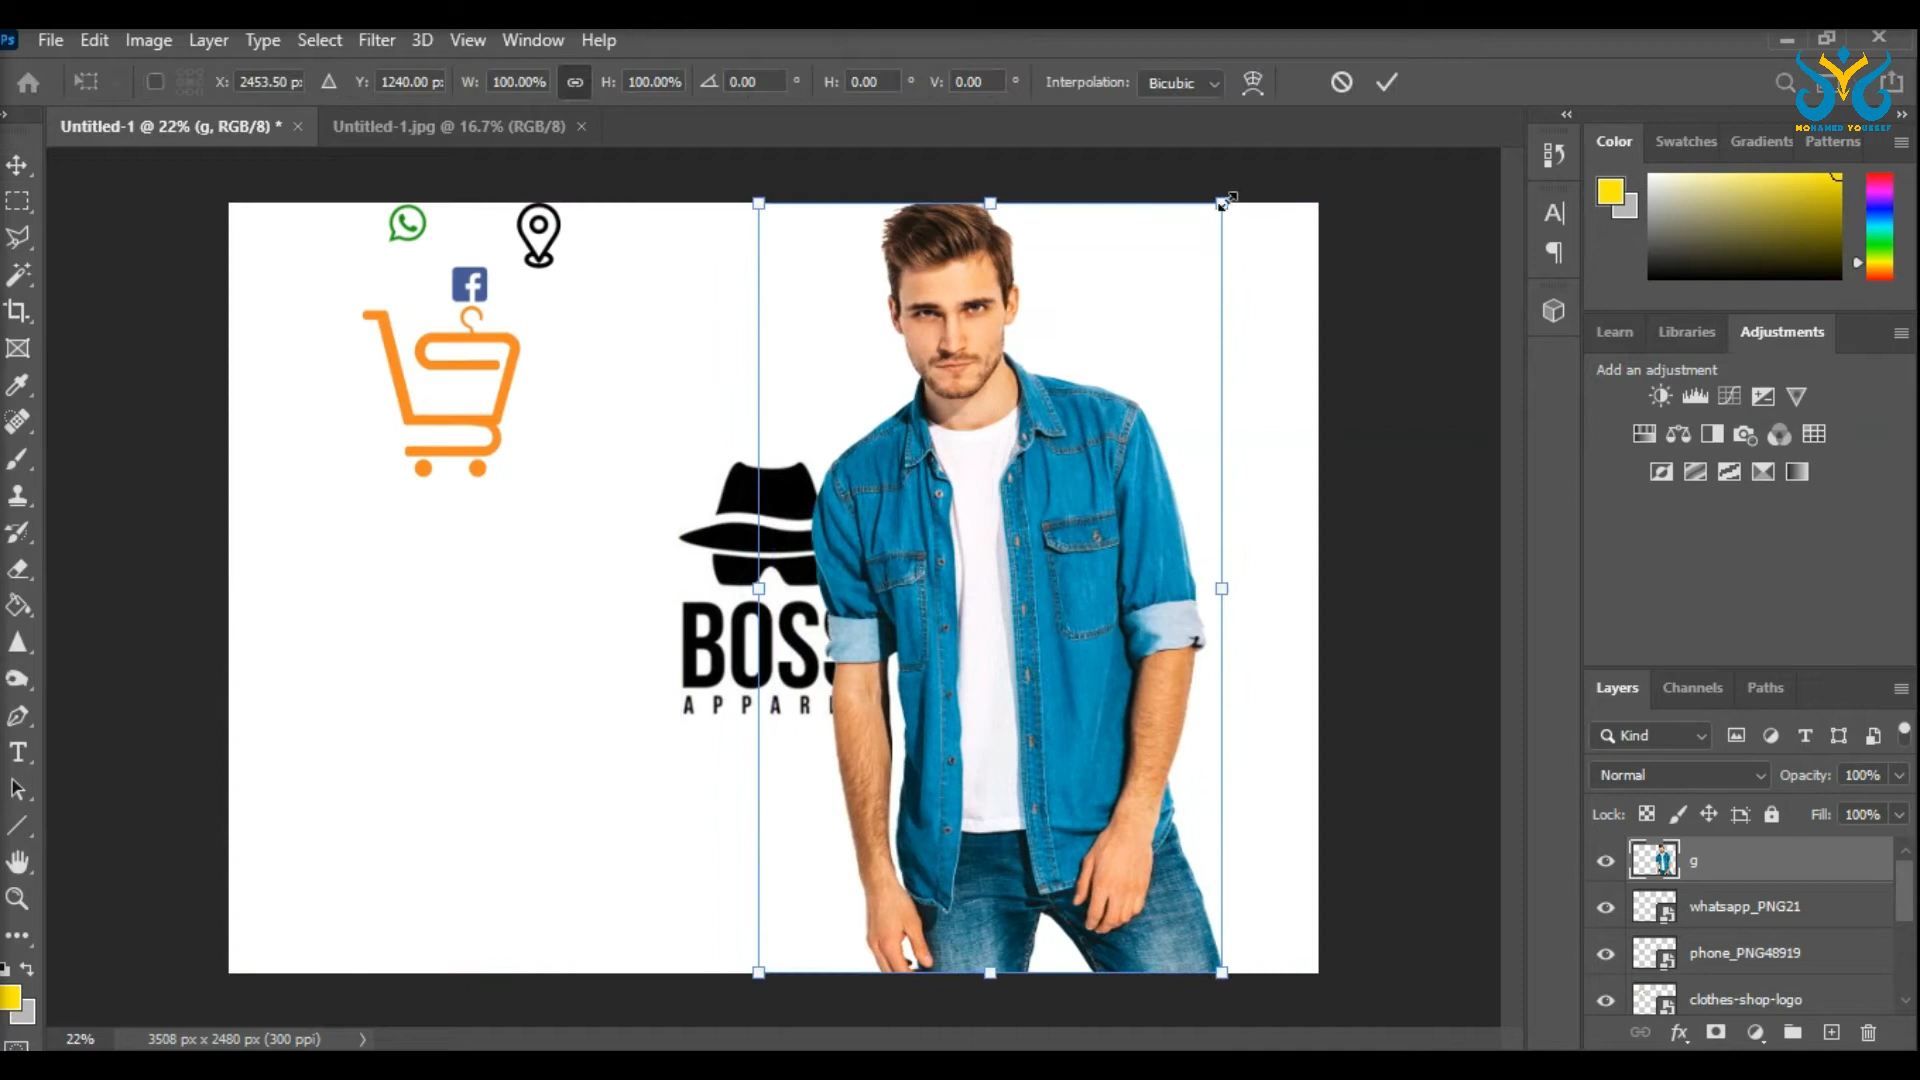 Ps File Edit Image Layer Type Select Filter 3D View Window Help
X: 2453.50 p: Y: 1240.00 p: W: 100.00% H: 100.00% 0.00 ° H: 0.00 ° V: 0.00 ° Interpolation: Bicubic
MOHAMED YOUSSEF
Untitled-1 @ 22% (g, RGB/8) * × Untitled-1.jpg @ 16.7% (RGB/8) ×
Color Swatches Gradients Patterns
Learn Libraries Adjustments
Add an adjustment
BOSS
APPAR
Layers Channels Paths
Kind
Normal Opacity: 100%
Lock: Fill: 100%
g
whatsapp_PNG21
phone_PNG48919
clothes-shop-logo
22% 3508 px x 2480 px (300 ppi)